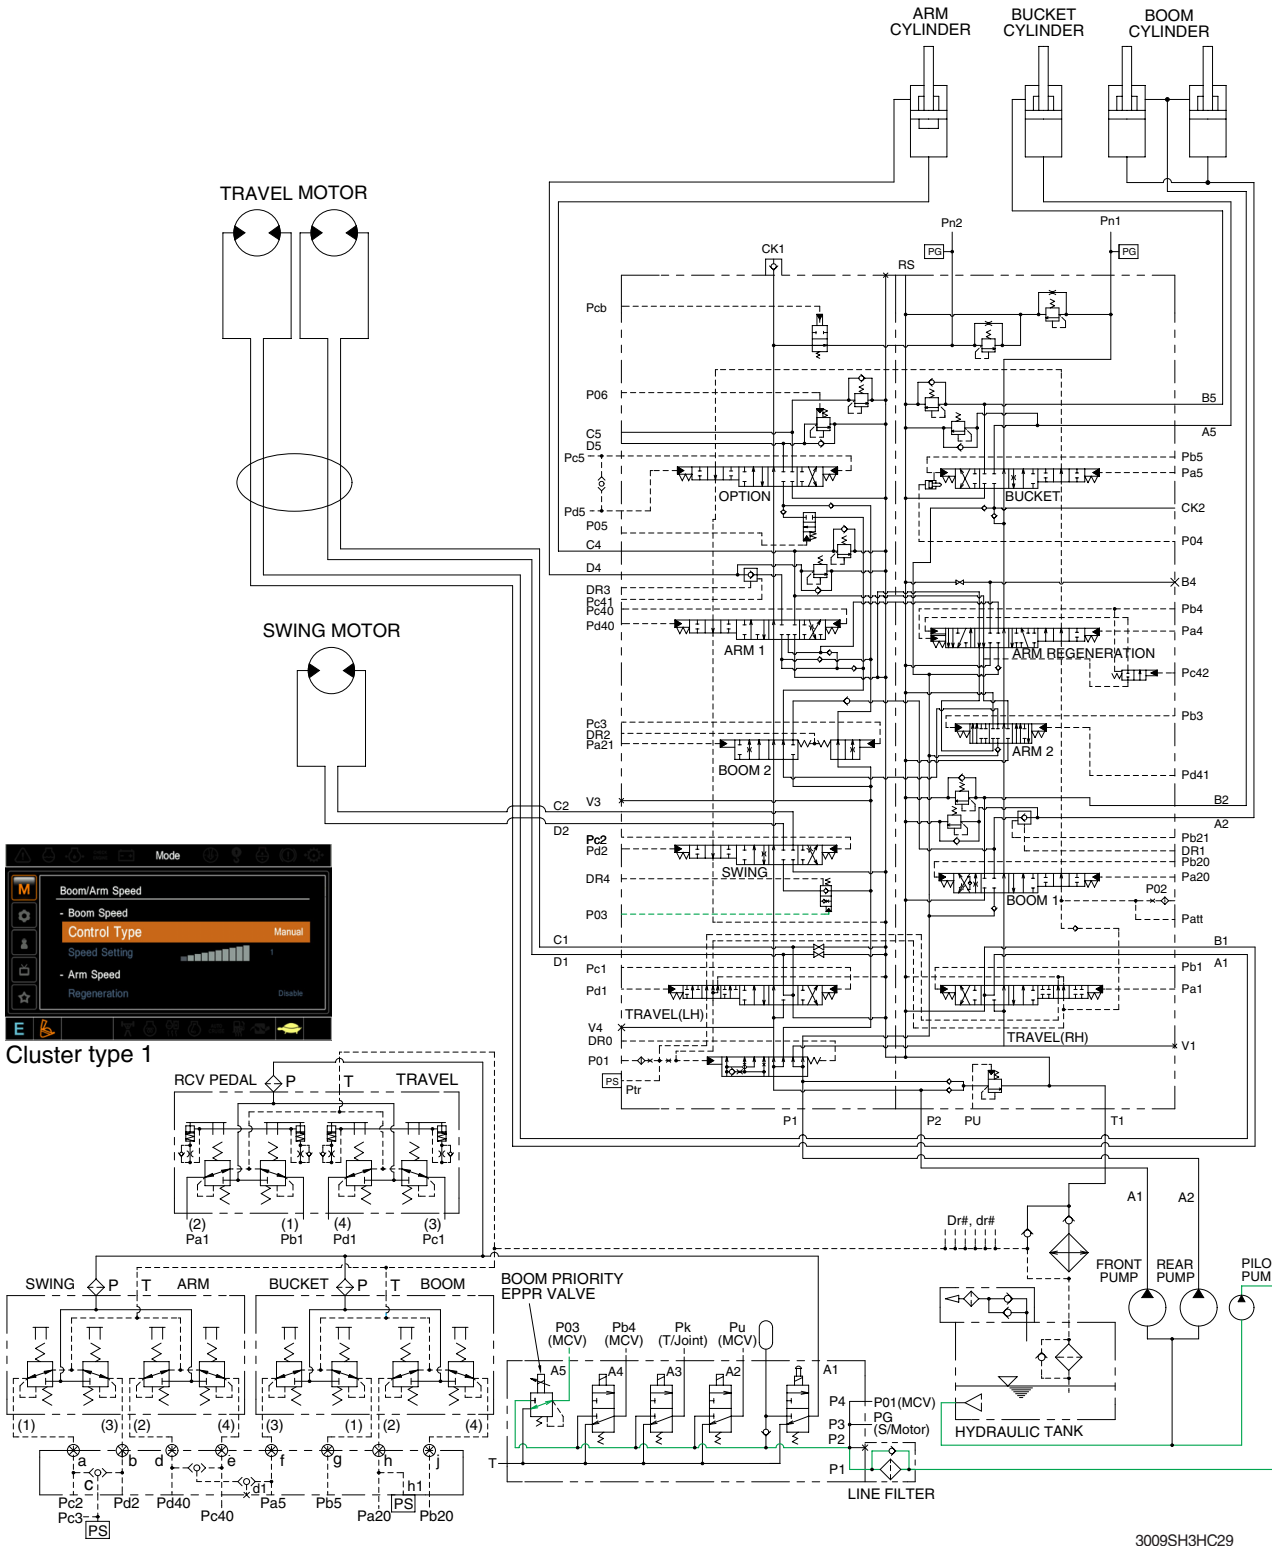 ARM
CYLINDER
BUCKET
CYLINDER
BOOM
CYLINDER
TRAVEL MOTOR
Pn2
Pn1
PG
PG
CK1
RS
Pcb
P06
C5
D5
Pc5
OPTION
Pd5
P05
C4
D4
DR3
Pc41
Pc40
Pd40
ARM 1
B5
A5
Pb5
Pa5
BUCKET
CK2
P04
B4
Pb4
Pa4
ARM REGENERATION
Pc42
SWING MOTOR
Pc3
DR2
Pa21
BOOM 2
Pb3
ARM 2
Pd41
C2
V3
D2
B2
A2
Pc2
Pd2
SWING
DR4
P03
Pb21
DR1
Pb20
Pa20
BOOM 1
P02
Patt
C1
D1
Pc1
Pd1
TRAVEL(LH)
V4
DR0
P01
PS
Ptr
B1
A1
Pb1
Pa1
TRAVEL(RH)
V1
P1
P2
PU
T1
Mode
M
Boom/Arm Speed
- Boom Speed
Control Type
Manual
Speed Setting
1
- Arm Speed
Regeneration
Disable
E
Cluster type 1
RCV PEDAL
P
T
TRAVEL
(2)
Pa1
(1)
Pb1
(4)
Pd1
(3)
Pc1
SWING
P
T
ARM
BUCKET
P
T
BOOM
(1)
(3)
(2)
(4)
(3)
(1)
(2)
(4)
a
b
d
e
f
g
h
j
c
d1
h1
Pc2
Pd2
Pd40
Pc40
Pa5
Pb5
PS
Pa20
Pb20
Pc3
PS
BOOM PRIORITY
EPPR VALVE
P03
(MCV)
Pb4
(MCV)
Pk
(T/Joint)
Pu
(MCV)
A5
A4
A3
A2
A1
T
P4
P01(MCV)
PG
P3
(S/Motor)
P2
P1
LINE FILTER
A1
A2
Dr#, dr#
FRONT
PUMP
REAR
PUMP
PILO
PUM
HYDRAULIC TANK
3009SH3HC29